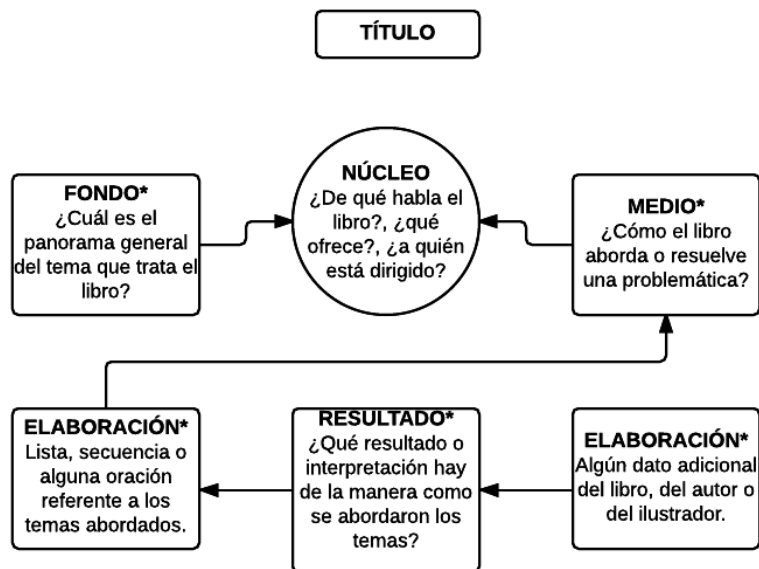 TÍTULO
FONDO*
¿Cuál es el
panorama general
del tema que trata el
libro?
NÚCLEO
¿De qué habla el
libro?, ¿qué
ofrece?, ¿a quién
está dirigido?
MEDIO*
¿Cómo el libro
aborda o resuelve
una problemática?
ELABORACIÓN*
Lista, secuencia o
alguna oración
referente a los
temas abordados.
RESULTADO*
¿Qué resultado o
interpretación hay
de la manera como
se abordaron los
temas?
ELABORACIÓN*
Algún dato adicional
del libro, del autor o
del ilustrador.